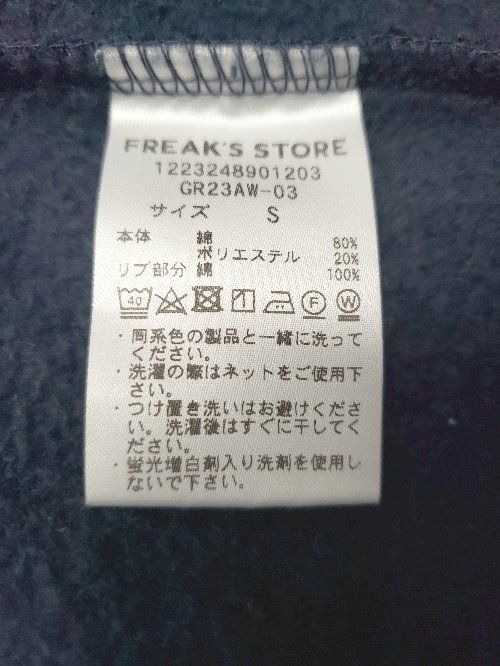 FREAK'S STORE
1223248901203
GR23AW-03
サイズ S
本体 綿 80%
ポリエステル 20%
リブ部分 綿 100%
40 F W
・同系色の製品と一緒に洗って
ください。
・洗濯の際はネットをご使用下
さい。
・つけ置き洗いはお避けくださ
い。洗濯後はすぐに干してく
ださい。
・蛍光増白剤入り洗剤を使用し
ないで下さい。